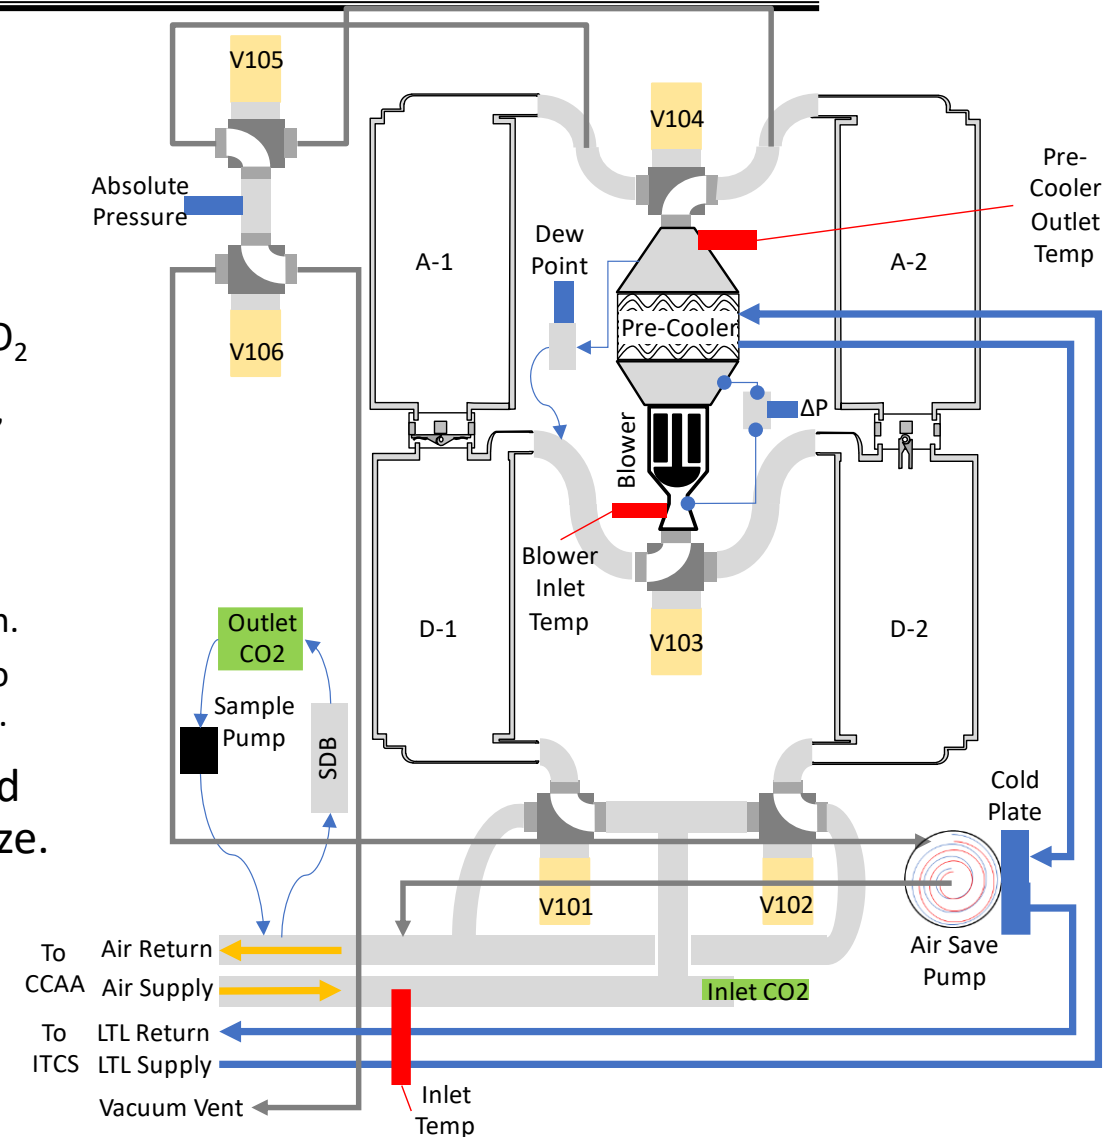 V105
V104
Pre-
Cooler
Outlet
Temp
Absolute
Pressure
Dew
Point
A-1
A-2
O₂
V106
Pre-Cooler
ΔP
Blower
Blower
Inlet
Temp
Outlet
CO2
D-1
D-2
V103
Sample
Pump
SDB
ze.
Cold
Plate
V101
V102
Air Save
Pump
To
CCAA
Air Return
Air Supply
Inlet CO2
To
ITCS
LTL Return
LTL Supply
Vacuum Vent
Inlet
Temp